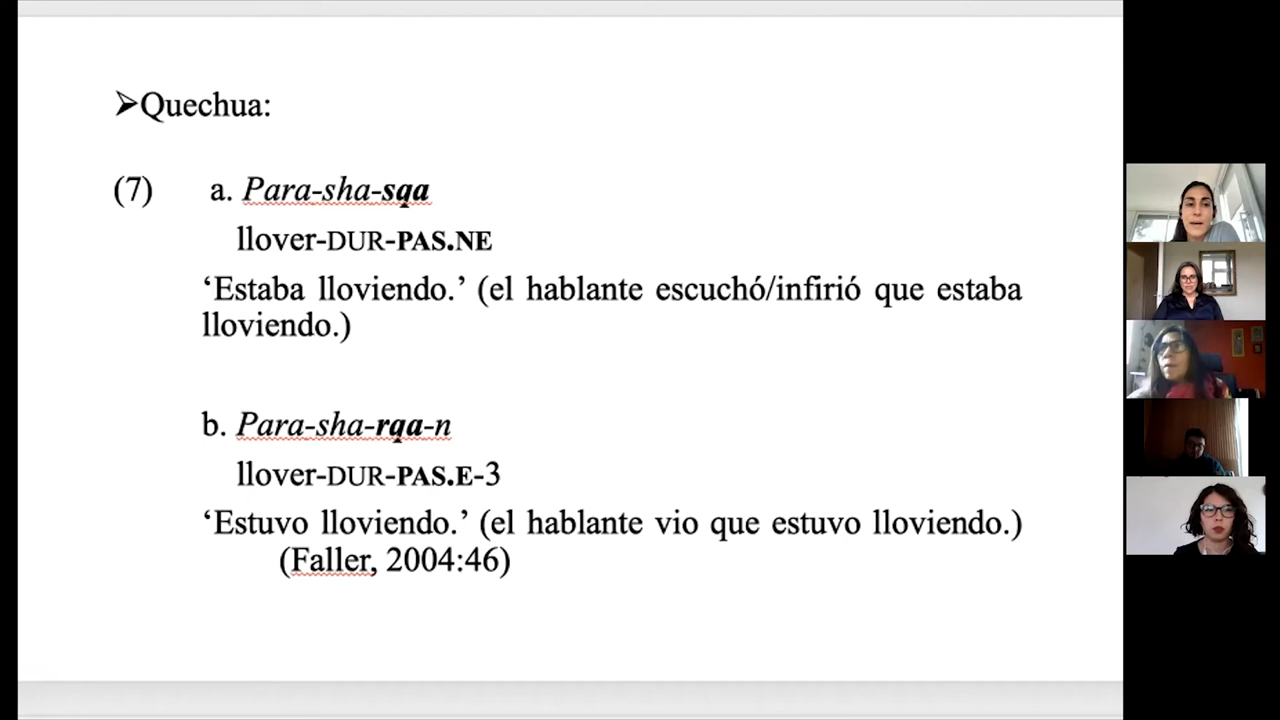 ➢Quechua:
(7) a. Para-sha-sqa
llover-DUR-PAS.NE
‘Estaba lloviendo.’ (el hablante escuchó/infirió que estaba
lloviendo.)
b. Para-sha-rqa-n
llover-DUR-PAS.E-3
‘Estuvo lloviendo.’ (el hablante vio que estuvo lloviendo.)
(Faller, 2004:46)